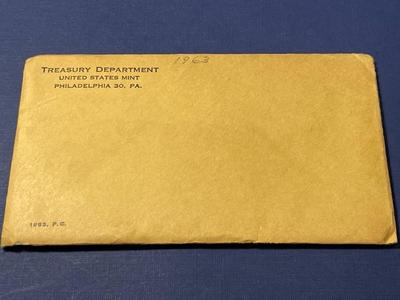 1963
TREASURY DEPARTMENT
UNITED STATES MINT
PHILADELPHIA 30, PA.
1963, P.C.